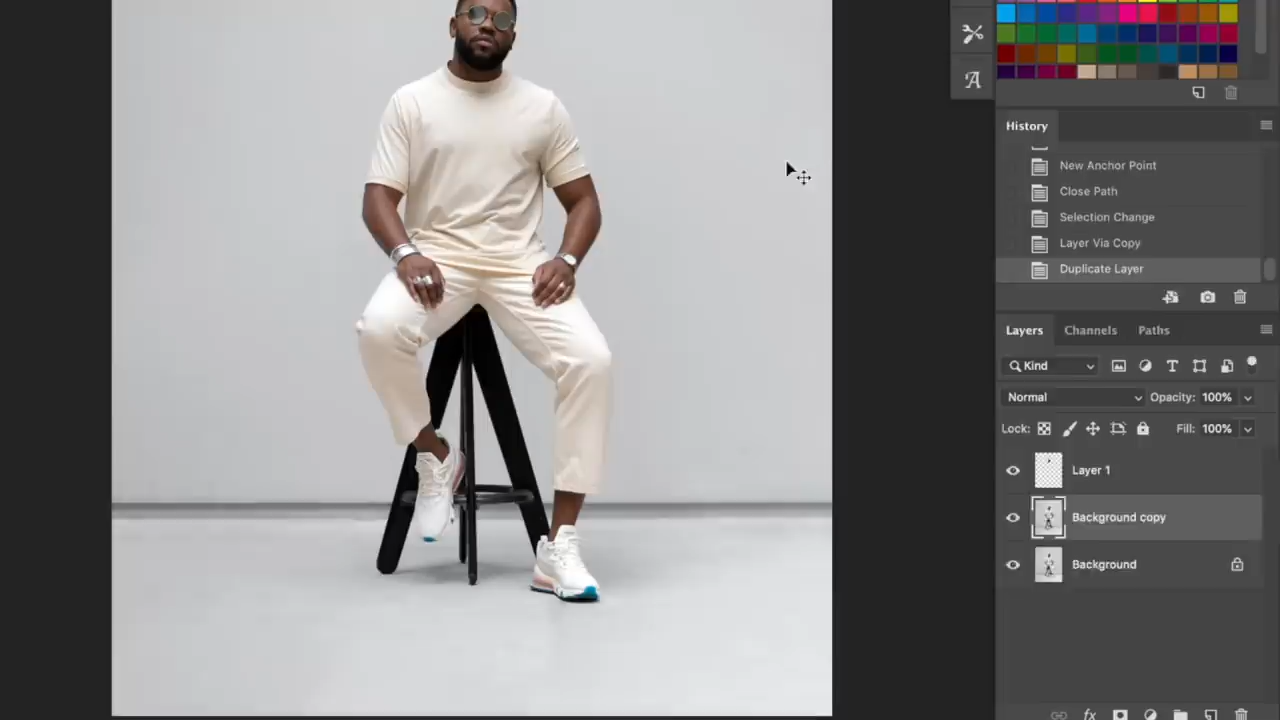 History
New Anchor Point
Close Path
Selection Change
Layer Via Copy
Duplicate Layer
Layers Channels Paths
Kind
Normal Opacity: 100%
Lock: Fill: 100%
Layer 1
Background copy
Background
fx